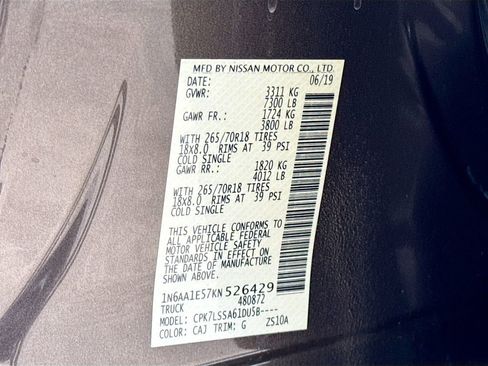 MFD BY NISSAN MOTOR CO., LTD.
DATE: 06/19
GVWR: 3311 KG
7300 LB
GAWR FR.: 1724 KG
3800 LB
WITH 265/70R18 TIRES
18X8.0 RIMS AT 39 PSI
COLD SINGLE
GAWR RR.: 1820 KG
4012 LB
WITH 265/70R18 TIRES
18X8.0 RIMS AT 39 PSI
COLD SINGLE
THIS VEHICLE CONFORMS TO
ALL APPLICABLE FEDERAL
MOTOR VEHICLE SAFETY
STANDARDS IN EFFECT ON
THE DATE OF MANUFACTURE
SHOWN ABOVE.
1N6AA1E57KN 526429
TRUCK 480872
MODEL: CPK7LSSA61DU5B----
COLOR: CAJ TRIM: G ZS10A